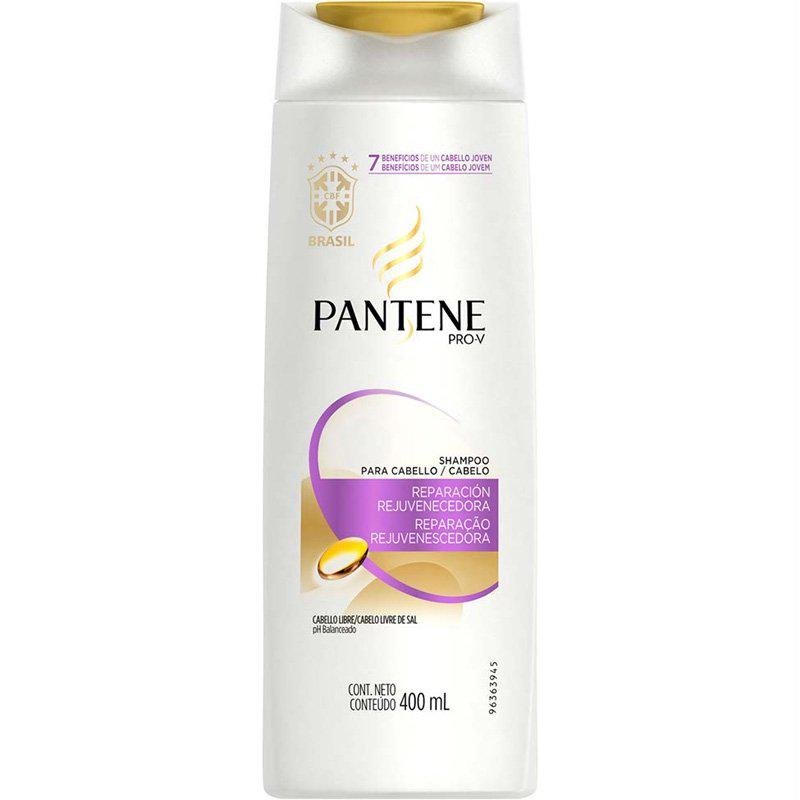 7 BENEFICIOS DE UN CABELLO JOVEN
BENEFÍCIOS DE UM CABELO JOVEM
CBF
BRASIL
PANTENE
PRO-V
SHAMPOO
PARA CABELLO / CABELO
REPARACIÓN
REJUVENECEDORA
REPARAÇÃO
REJUVENESCEDORA
CABELLO LIBRE/CABELO LIVRE DE SAL
pH Balanceado
CONT. NETO
CONTEÚDO 400 mL
96363945